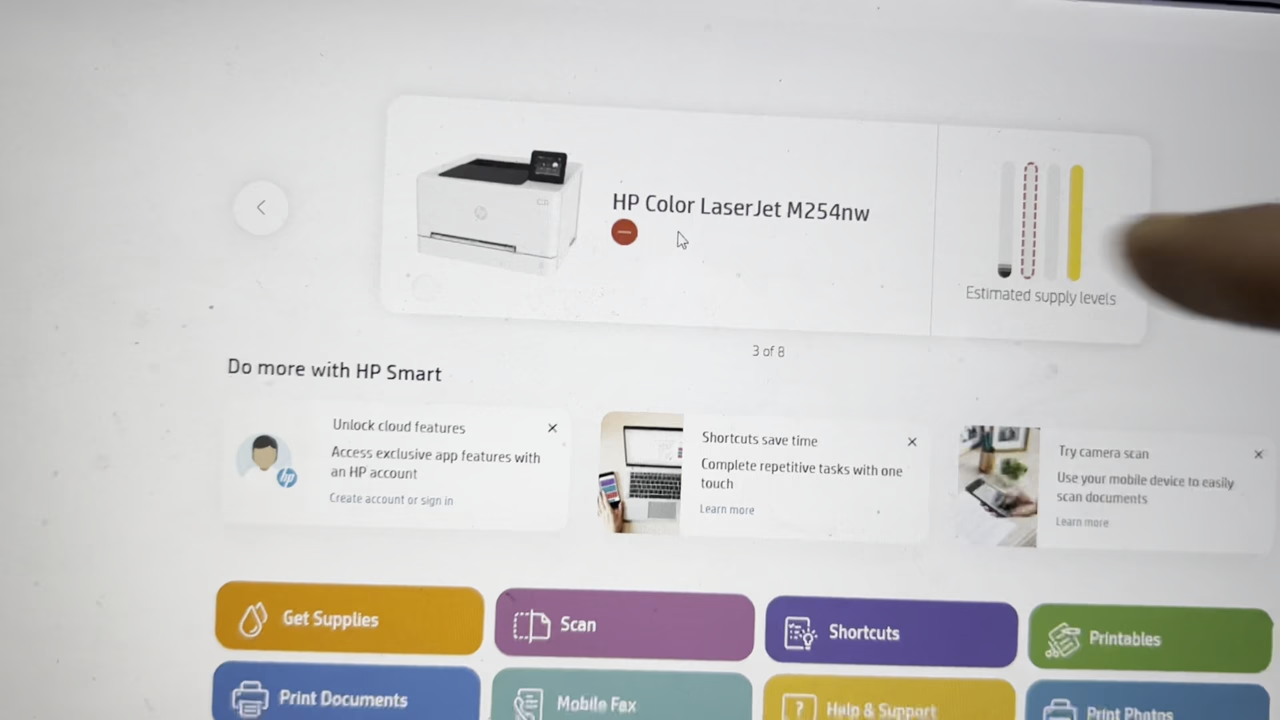 HP Color LaserJet M254nw
Estimated supply levels
3 of 8
Do more with HP Smart
Unlock cloud features
Access exclusive app features with
an HP account
Create account or sign in
hp
Shortcuts save time
Complete repetitive tasks with one
touch
Learn more
Try camera scan
Use your mobile device to easily
scan documents
Learn more
Get Supplies
Scan
Shortcuts
Printables
Print Documents
Mobile Fax
Help & Support
Print Photos